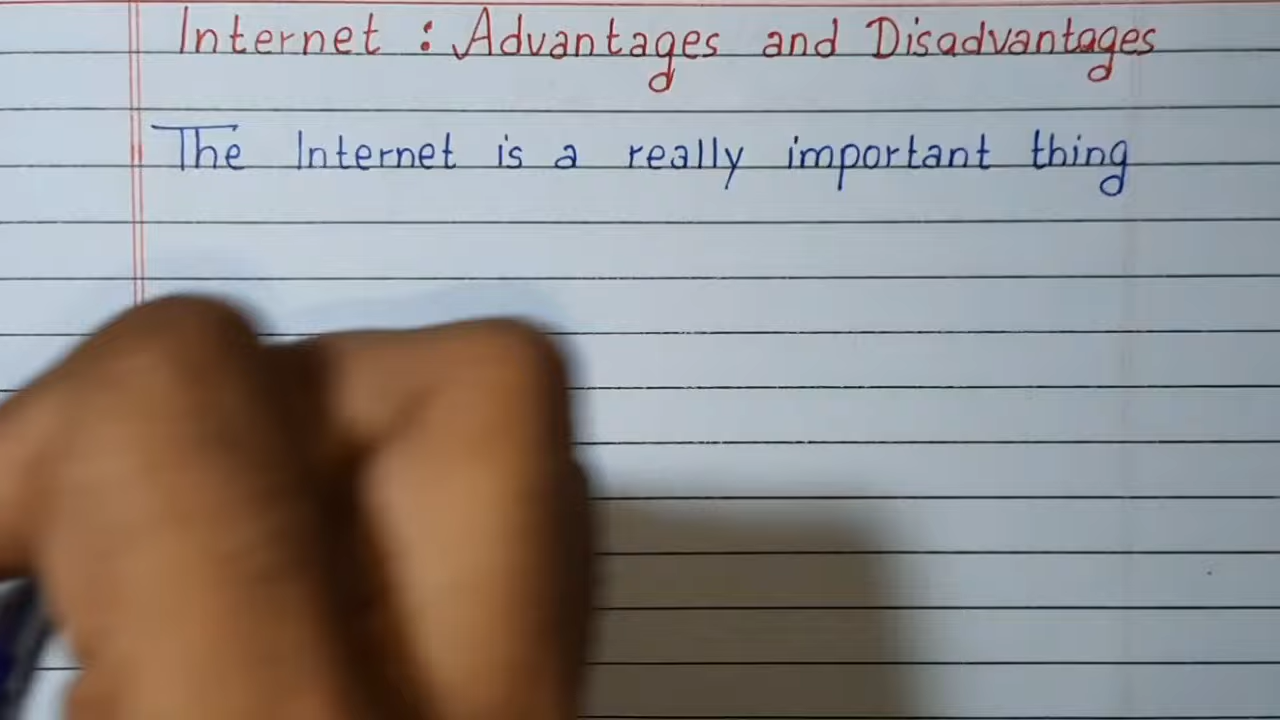 Internet : Advantages and Disadvantages
The Internet is a really important thing